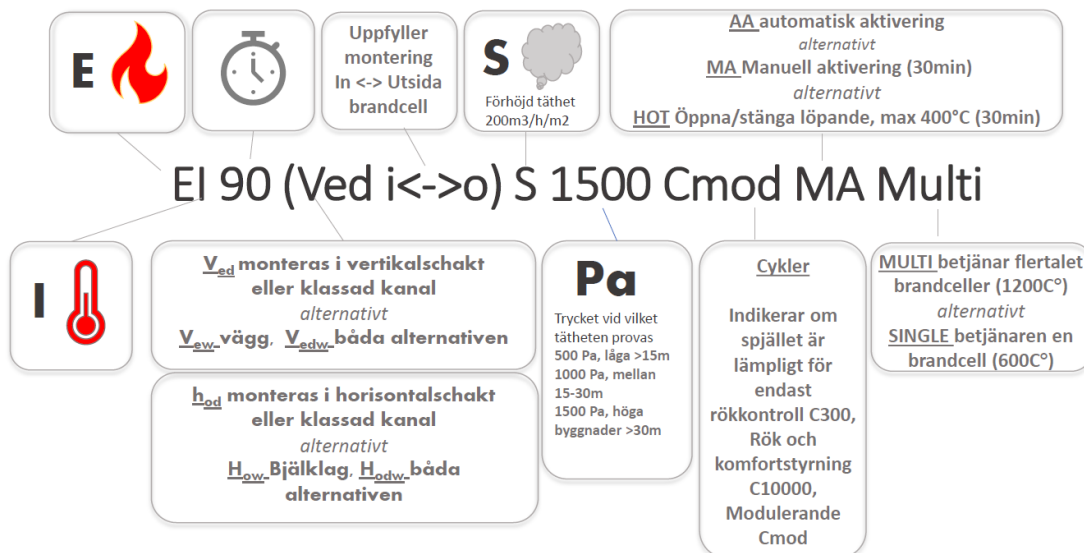 E
Uppfyller
montering
In <-> Utsida
brandcell
S
Förhöjd täthet
200m3/h/m2
AA automatisk aktivering
alternativt
MA Manuell aktivering (30min)
alternativt
HOT Öppna/stänga löpande, max 400°C (30min)
EI 90 (Ved i<->o) S 1500 Cmod MA Multi
I
Ved monteras i vertikalschakt
eller klassad kanal
alternativt
Vew vägg, Vedw båda alternativen
hod monteras i horisontalschakt
eller klassad kanal
alternativt
How Bjälklag, Hodw båda
alternativen
Pa
Trycket vid vilket
tätheten provas
500 Pa, låga >15m
1000 Pa, mellan
15-30m
1500 Pa, höga
byggnader >30m
Cykler
Indikerar om
spjället är
lämpligt för
endast
rökkontroll C300,
Rök och
komfortstyrning
C10000,
Modulerande
Cmod
MULTI betjänar flertalet
brandceller (1200C°)
alternativt
SINGLE betjänaren en
brandcell (600C°)